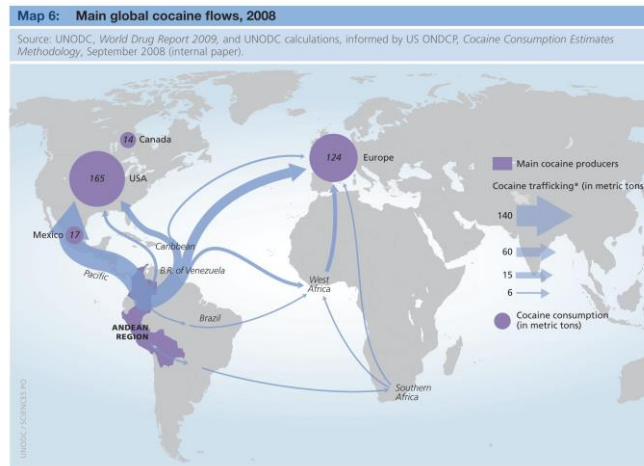 Map 6: Main global cocaine flows, 2008
Source: UNODC, World Drug Report 2009, and UNODC calculations, informed by US ONDCP, Cocaine Consumption Estimates
Methodology, September 2008 (internal paper).
14 Canada
165 USA
124 Europe
Mexico 17
Caribbean
Pacific
B.R. of Venezuela
West
Africa
Brazil
ANDEAN
REGION
Southern
Africa
Main cocaine producers
Cocaine trafficking* (in metric tons)
140
60
15
6
Cocaine consumption
(in metric tons)
UNODC / SCIENCES PO